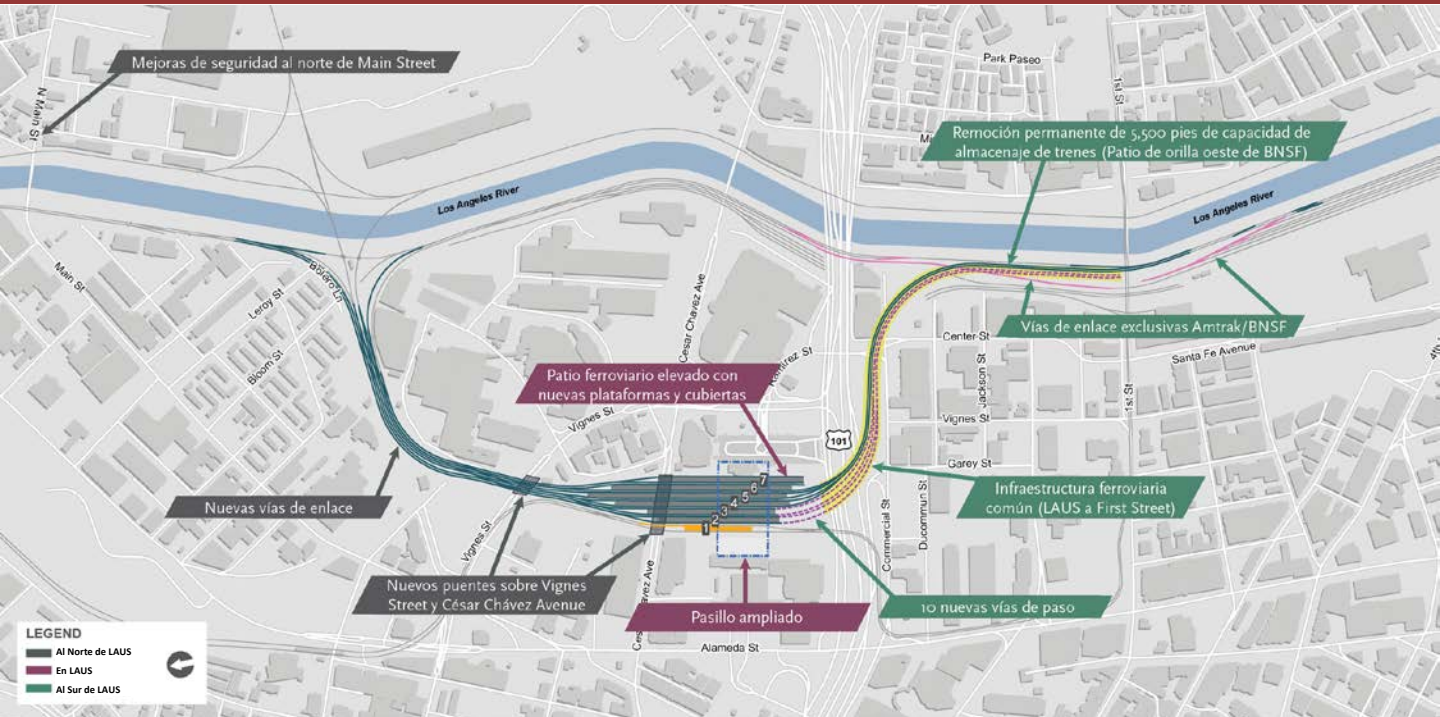 Mejoras de seguridad al norte de Main Street
N Main St
Park Paseo
1st St
Remoción permanente de 5,500 pies de capacidad de
almacenaje de trenes (Patio de orilla oeste de BNSF)
Los Angeles River
Los Angeles River
Main St
Bolero Ln
Leroy St
Bloom St
Cesar Chavez Ave
Vías de enlace exclusivas Amtrak/BNSF
Center St
Santa Fe Avenue
Jackson St
1st St
Patio ferroviario elevado con
nuevas plataformas y cubiertas
Vignes St
Vignes St
101
Garey St
7
6
5
4
3
2
1
Infraestructura ferroviaria
común (LAUS a First Street)
Nuevas vías de enlace
Vignes St
Commercial St
Ducommun St
Nuevos puentes sobre Vignes
Street y César Chávez Avenue
10 nuevas vías de paso
Pasillo ampliado
Alameda St
LEGEND
Al Norte de LAUS
En LAUS
Al Sur de LAUS